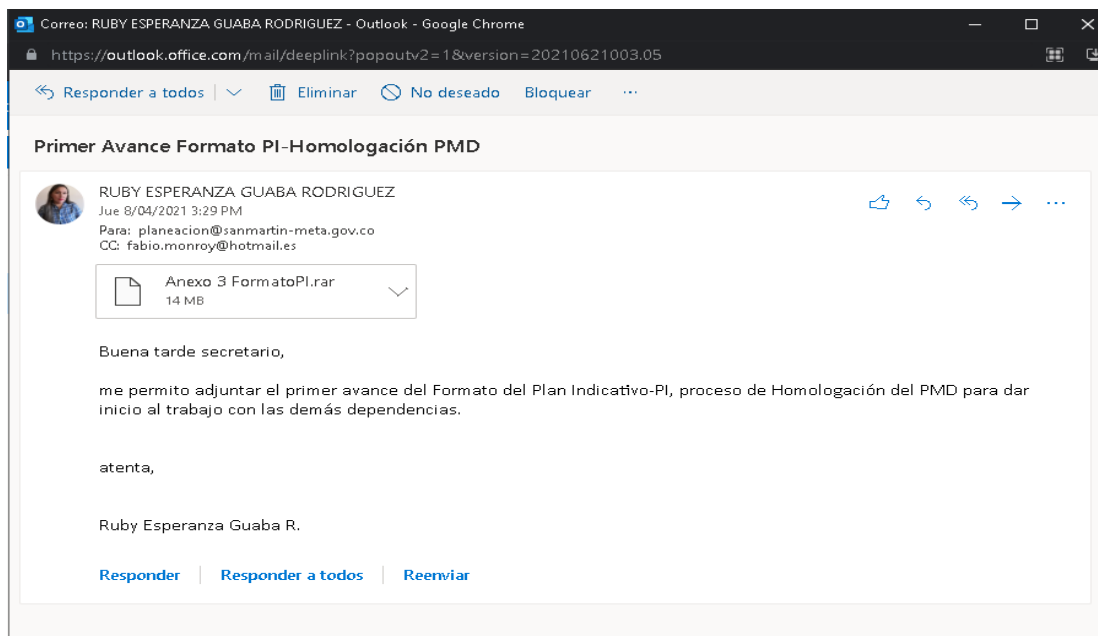 Correo: RUBY ESPERANZA GUABA RODRIGUEZ - Outlook - Google Chrome
https://outlook.office.com/mail/deeplink?popoutv2=1&version=20210621003.05
Responder a todos Eliminar No deseado Bloquear ...
Primer Avance Formato PI-Homologación PMD
RUBY ESPERANZA GUABA RODRIGUEZ
Jue 8/04/2021 3:29 PM
Para: planeacion@sanmartin-meta.gov.co
CC: fabio.monroy@hotmail.es
Anexo 3 FormatoPI.rar
14 MB
Buena tarde secretario,
me permito adjuntar el primer avance del Formato del Plan Indicativo-PI, proceso de Homologación del PMD para dar
inicio al trabajo con las demás dependencias.
atenta,
Ruby Esperanza Guaba R.
Responder Responder a todos Reenviar